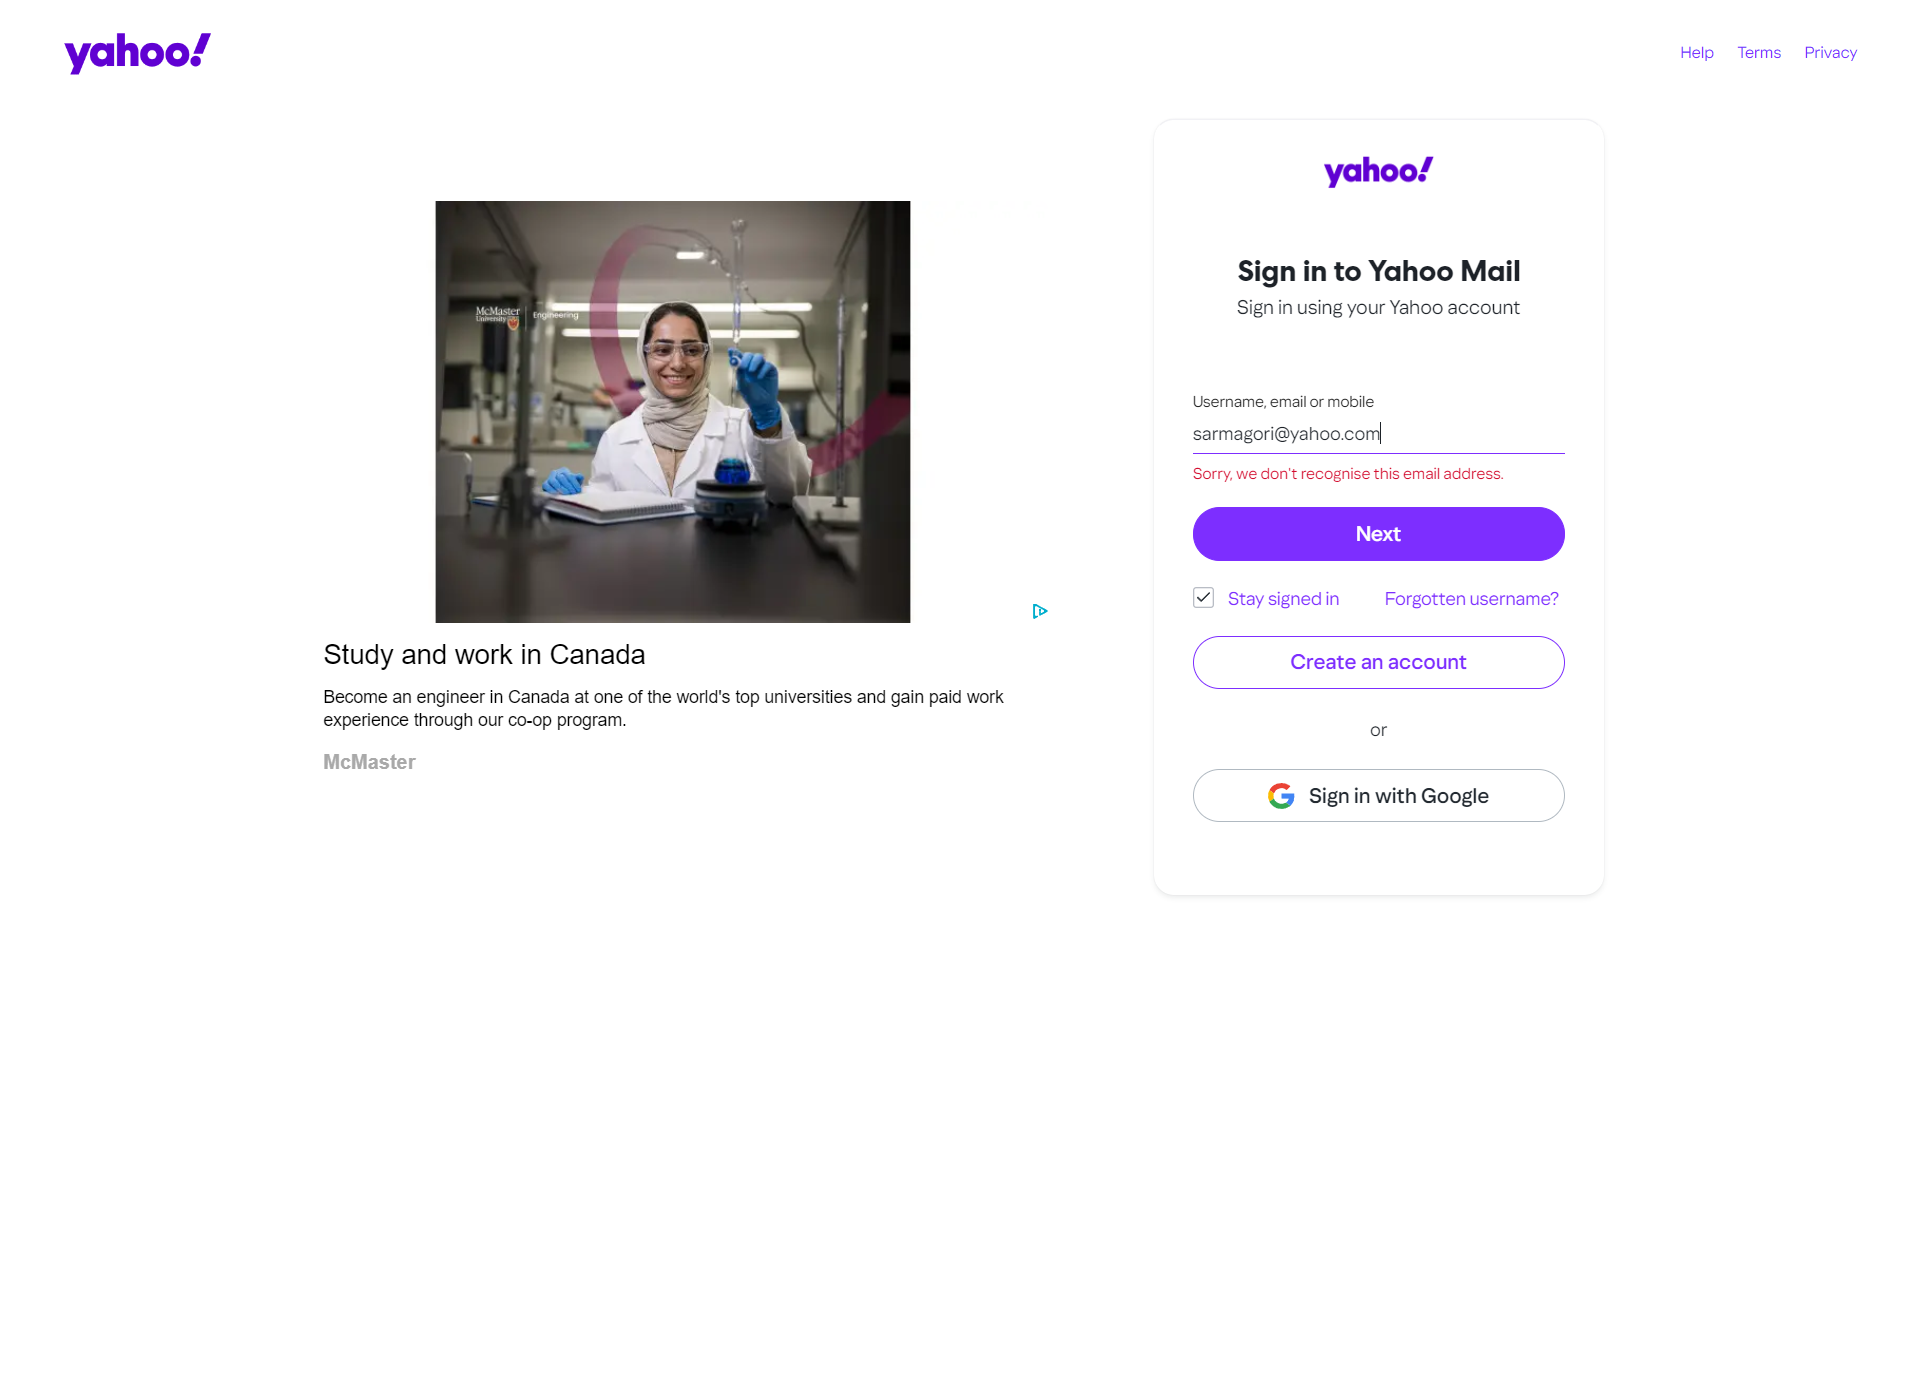 yahoo!
Help
Terms
Privacy
McMaster
University
Engineering
Study and work in Canada
Become an engineer in Canada at one of the world's top universities and gain paid work
experience through our co-op program.
McMaster
yahoo!
Sign in to Yahoo Mail
Sign in using your Yahoo account
Username, email or mobile
sarmagori@yahoo.com
Sorry, we don't recognise this email address.
Next
Stay signed in
Forgotten username?
Create an account
or
Sign in with Google